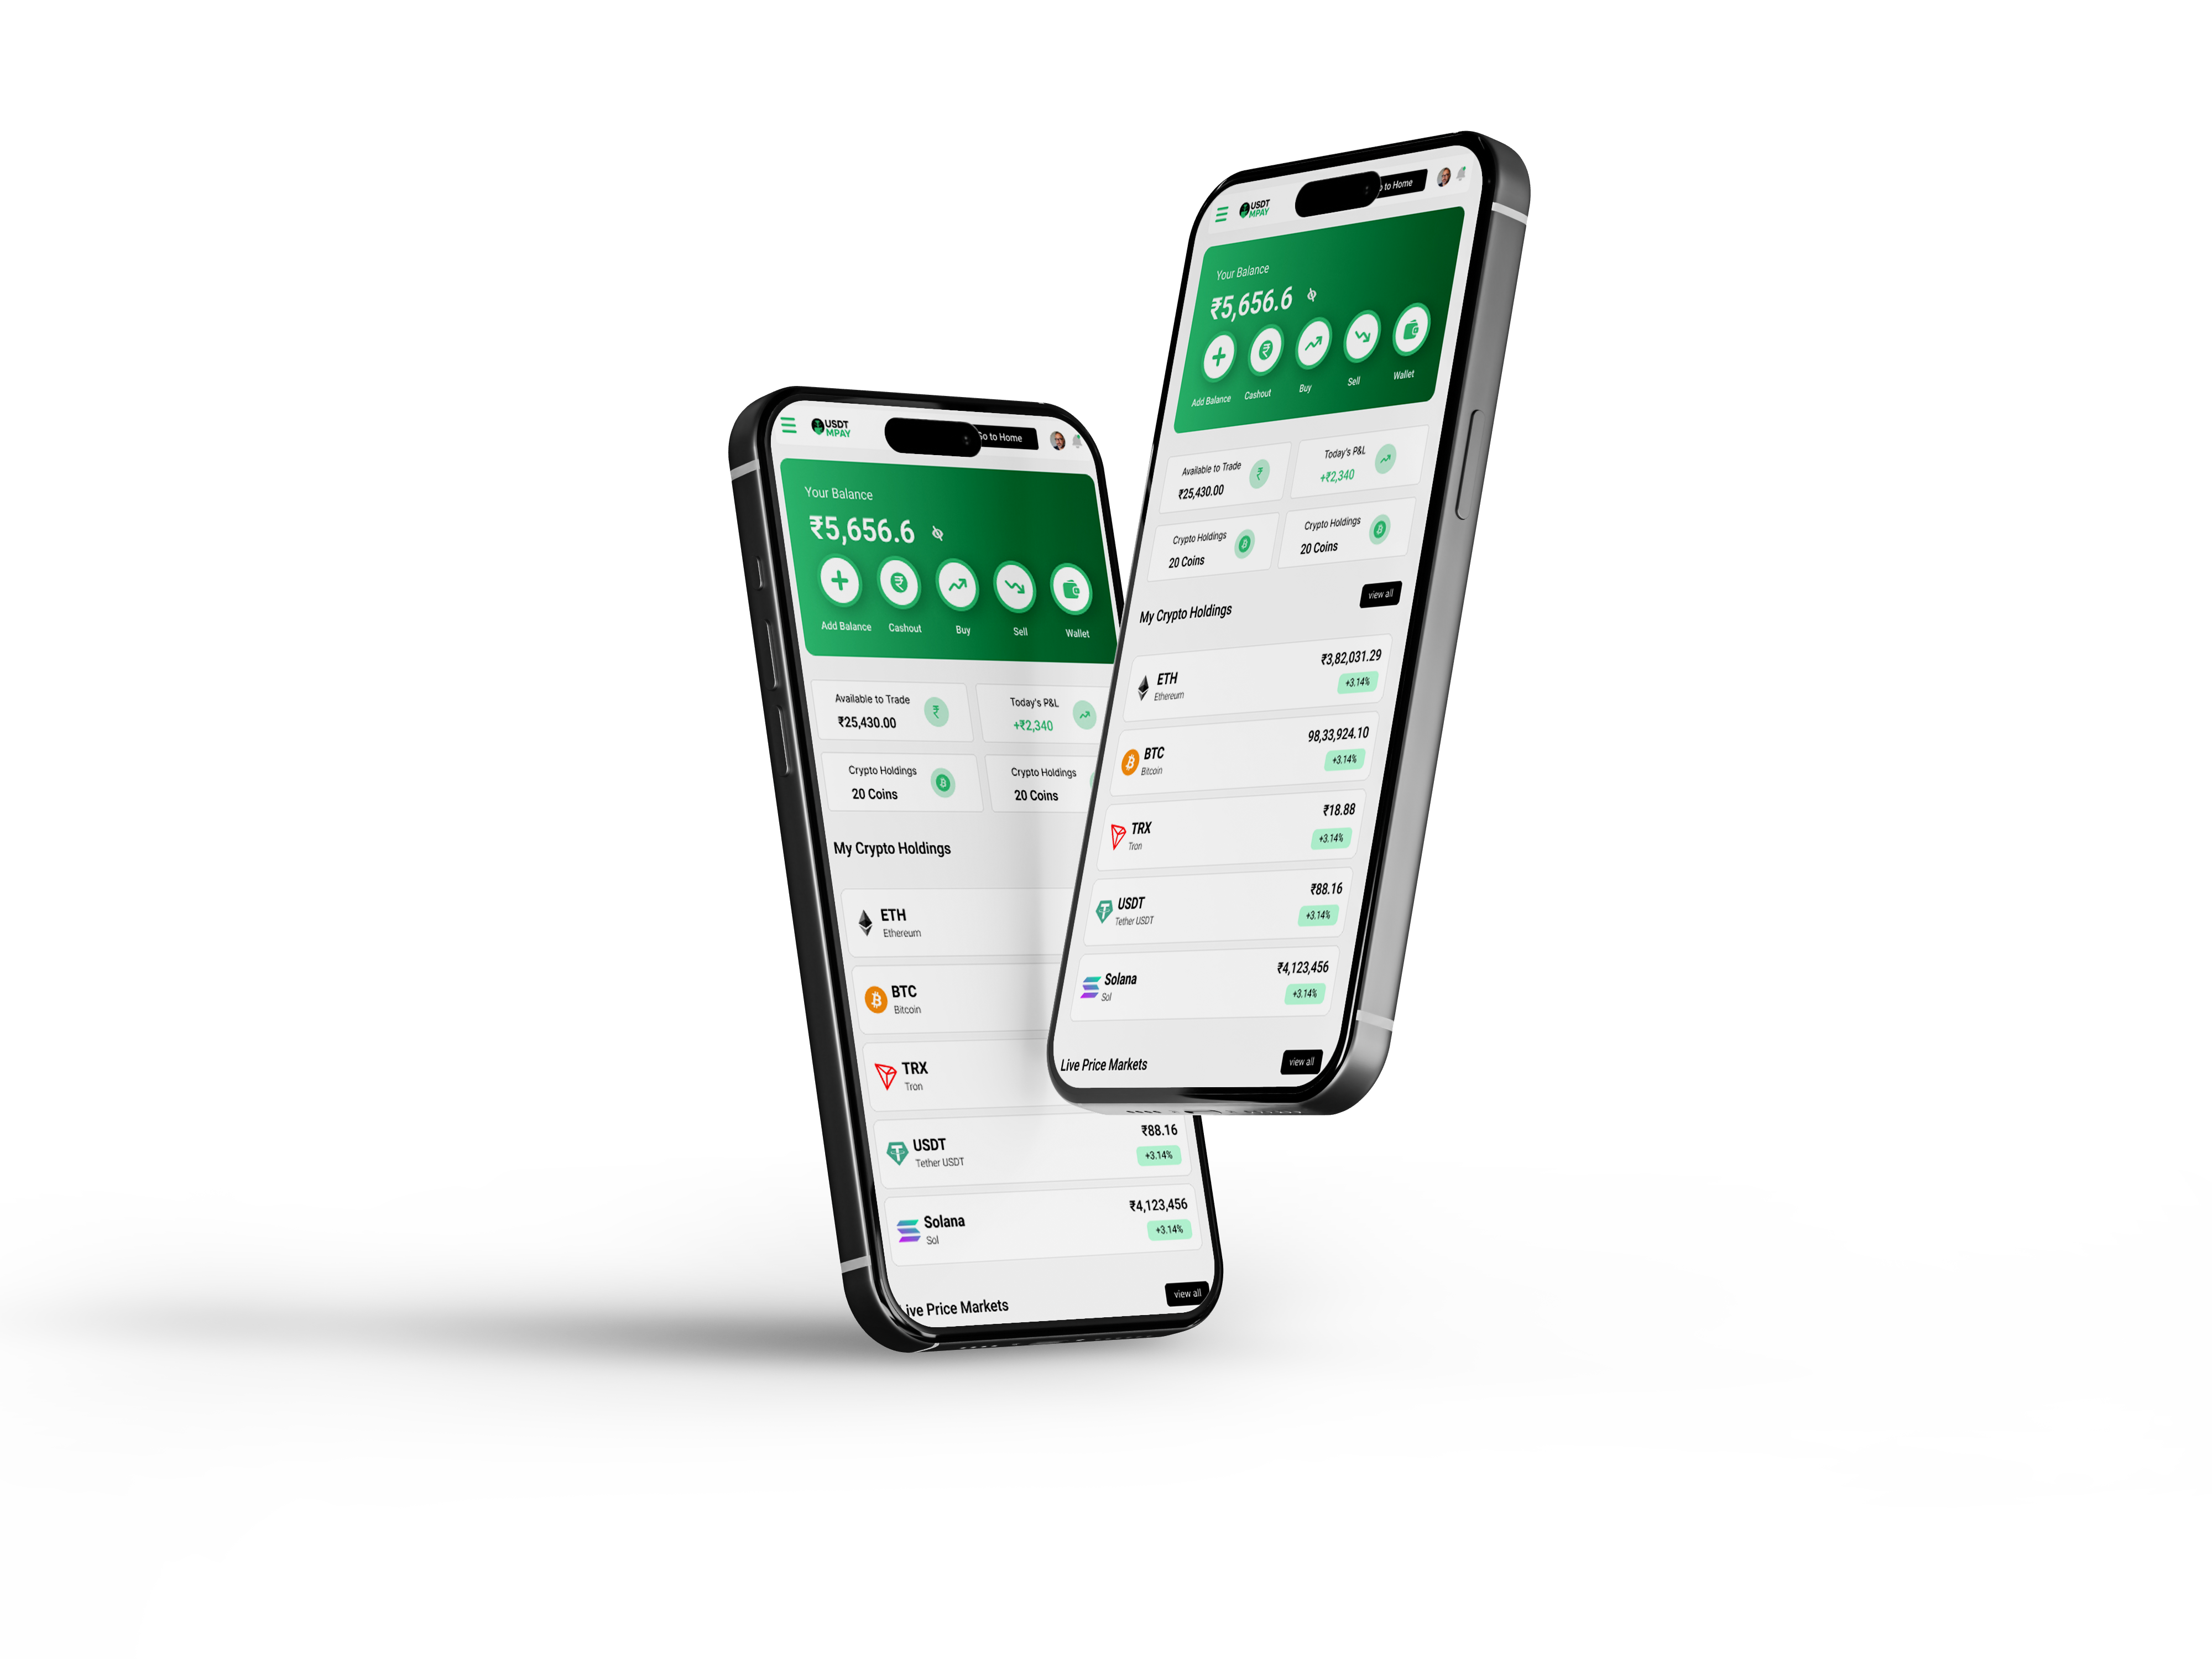 USDT
MPAY
Go to Home
Your Balance
₹5,656.6
Add Balance
Cashout
Buy
Sell
Wallet
Available to Trade
₹25,430.00
Today's P&L
+₹2,340
Crypto Holdings
20 Coins
Crypto Holdings
20 Coins
My Crypto Holdings
ETH
Ethereum
BTC
Bitcoin
TRX
Tron
USDT
Tether USDT
₹88.16
+3.14%
Solana
Sol
₹4,123,456
+3.14%
Live Price Markets
view all
USDT
MPAY
to Home
Your Balance
₹5,656.6
Add Balance
Cashout
Buy
Sell
Wallet
Available to Trade
₹25,430.00
Today's P&L
+₹2,340
Crypto Holdings
20 Coins
Crypto Holdings
20 Coins
My Crypto Holdings
view all
ETH
Ethereum
₹3,82,031.29
+3.14%
BTC
Bitcoin
98,33,924.10
+3.14%
TRX
Tron
₹18.88
+3.14%
USDT
Tether USDT
₹88.16
+3.14%
Solana
Sol
₹4,123,456
+3.14%
Live Price Markets
view all